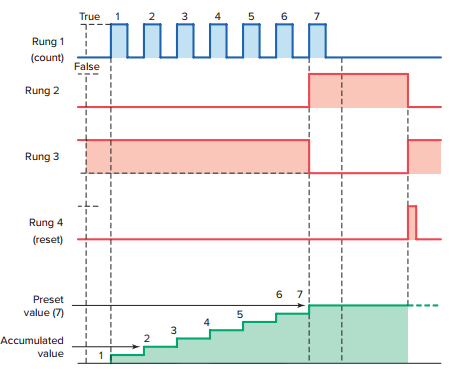 True 1 2 3 4 5 6 7
Rung 1
(count)
False
Rung 2
Rung 3
Rung 4
(reset)
Preset
value (7)
6 7
5
4
3
2
Accumulated
value
1